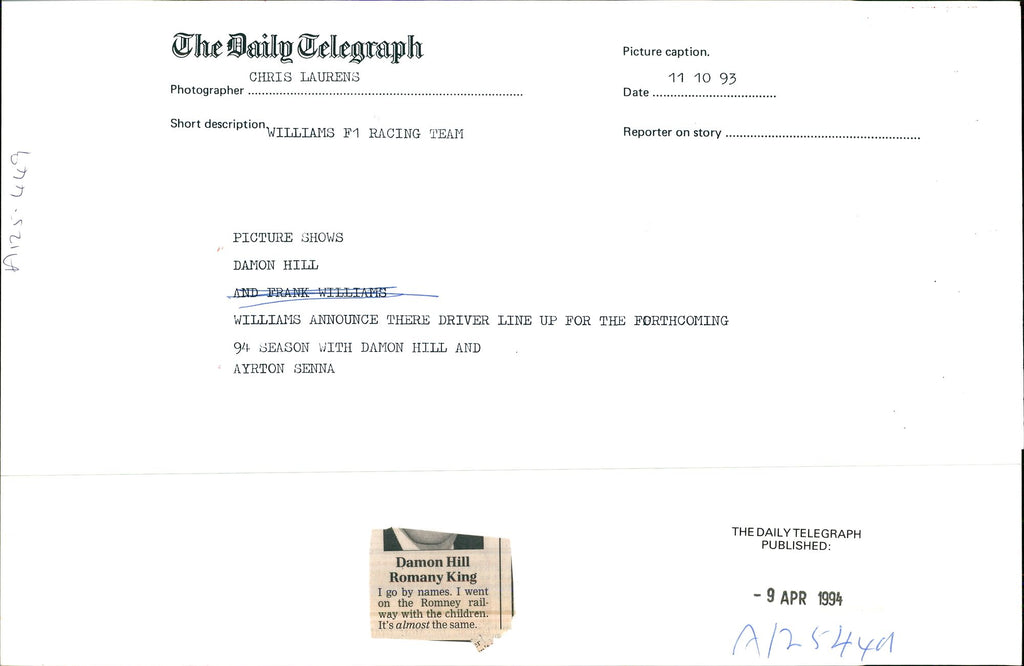 The Daily Telegraph
Picture caption.
CHRIS LAURENS
Photographer
11 10 93
Date
Short description
WILLIAMS F1 RACING TEAM
Reporter on story
A125.449
PICTURE SHOWS
DAMON HILL
AND FRANK WILLIAMS
WILLIAMS ANNOUNCE THERE DRIVER LINE UP FOR THE FORTHCOMING
94 SEASON WITH DAMON HILL AND
AYRTON SENNA
Damon Hill
Romany King
I go by names. I went
on the Romney rail-
way with the children.
It's almost the same.
THE DAILY TELEGRAPH
PUBLISHED:
- 9 APR 1994